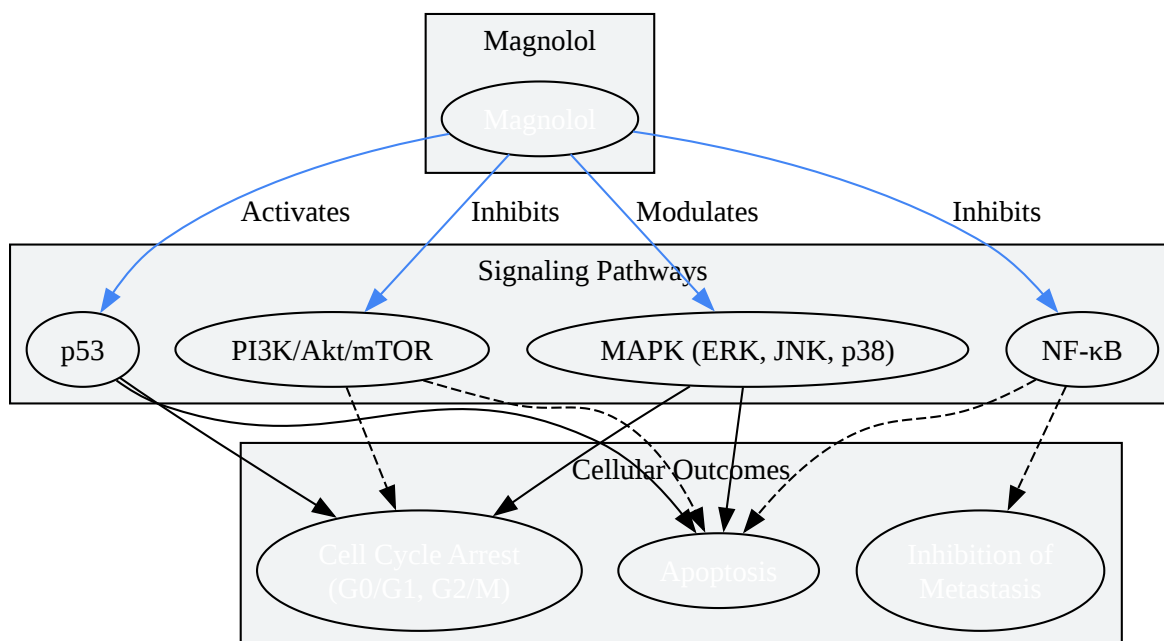 Magnolol
Magnolol
Activates
Inhibits
Modulates
Inhibits
Signaling Pathways
p53
PI3K/Akt/mTOR
MAPK (ERK, JNK, p38)
NF-κB
Cellular Outcomes
Cell Cycle Arrest
(G0/G1, G2/M)
Apoptosis
Inhibition of
Metastasis